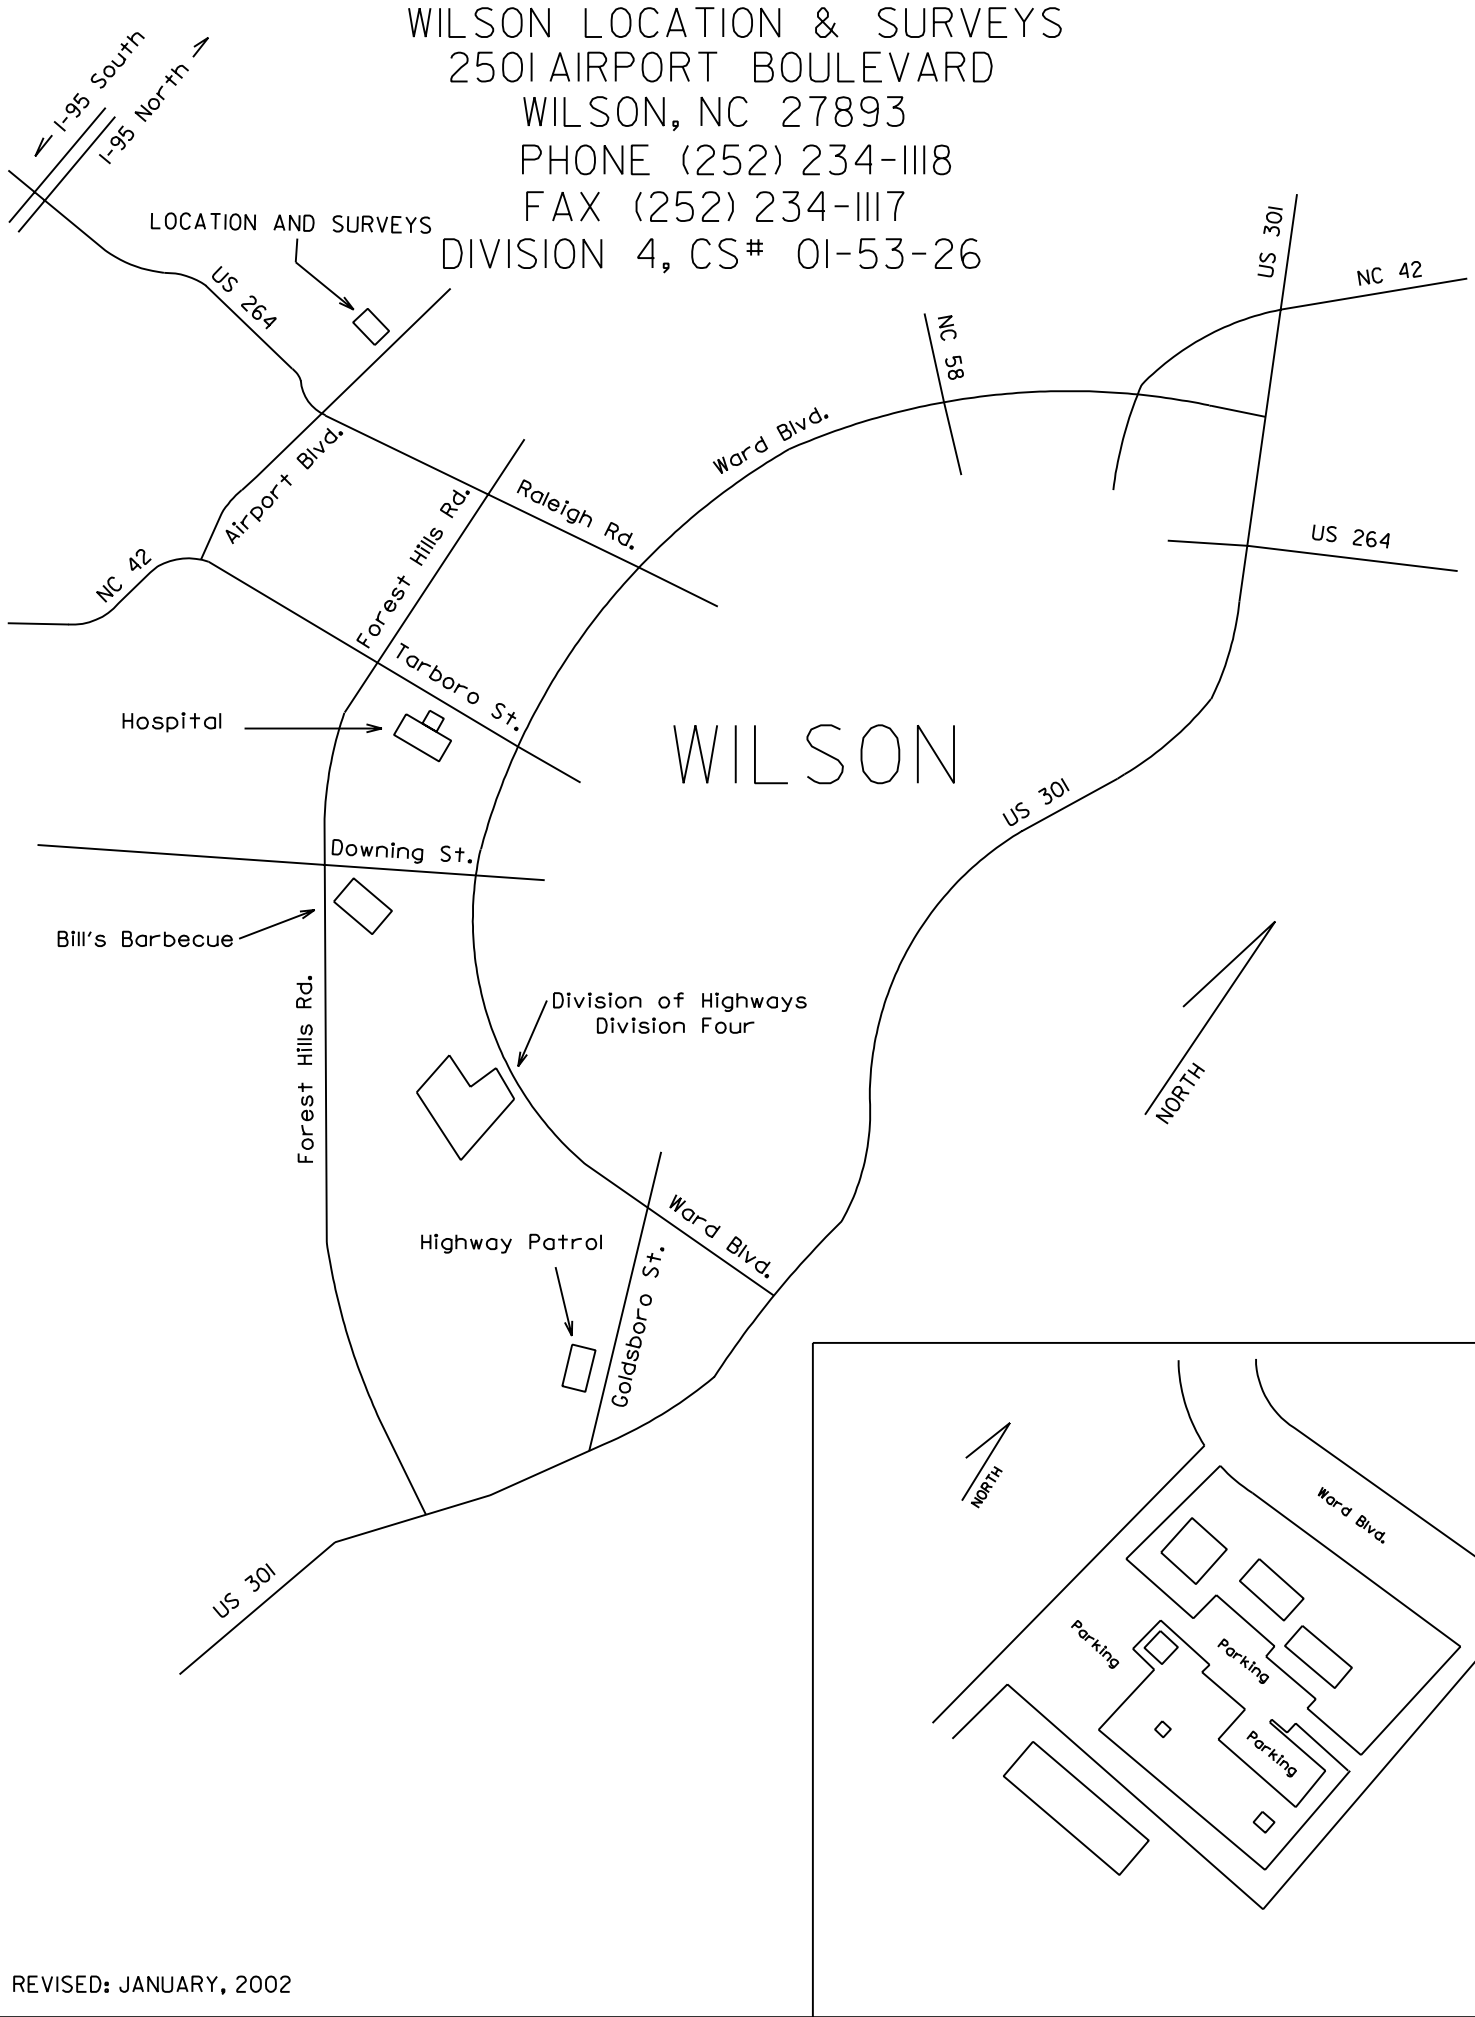 WILSON LOCATION & SURVEYS
2501 AIRPORT BOULEVARD
WILSON, NC 27893
PHONE (252) 234-1118
FAX (252) 234-1117
DIVISION 4, CS# 01-53-26
I-95 South
I-95 North
LOCATION AND SURVEYS
US 264
US 301
NC 42
NC 58
Ward Blvd.
Airport Blvd.
Forest Hills Rd.
Raleigh Rd.
US 264
NC 42
Tarboro St.
Hospital
WILSON
US 301
Downing St.
Bill's Barbecue
Forest Hills Rd.
Division of Highways
Division Four
NORTH
Ward Blvd.
Highway Patrol
Goldsboro St.
US 301
NORTH
Ward Blvd.
Parking
Parking
Parking
REVISED: JANUARY, 2002